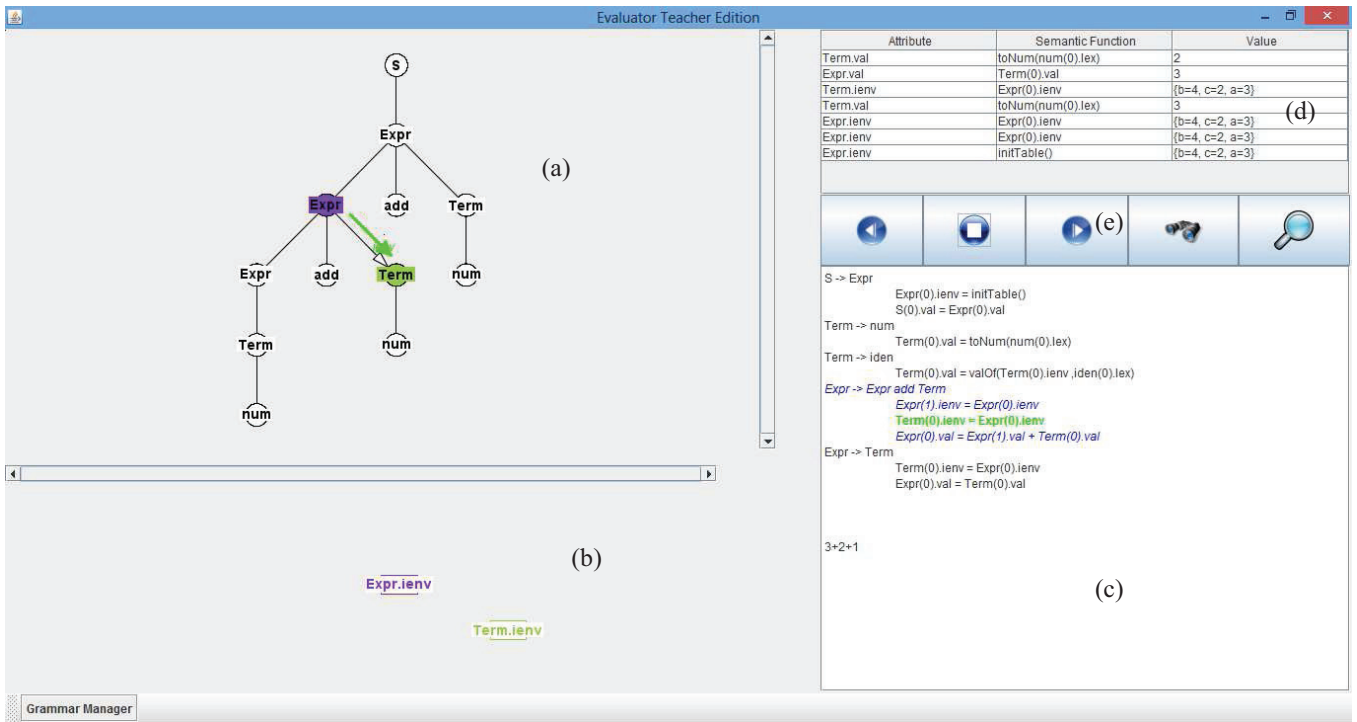 Evaluator Teacher Edition
S
Expr
(a)
Expr add Term
Expr add Term num
Term num
num
(b)
Expr.ienv
Term.ienv
Grammar Manager
Attribute Semantic Function Value
Term.val toNum(num(0).lex) 2
Expr.val Term(0).val 3
Term.ienv Expr(0).ienv {b=4, c=2, a=3}
Term.val toNum(num(0).lex) 3
(d)
Expr.ienv Expr(0).ienv {b=4, c=2, a=3}
Expr.ienv Expr(0).ienv {b=4, c=2, a=3}
Expr.ienv initTable() {b=4, c=2, a=3}
(e)
S -> Expr
Expr(0).ienv = initTable()
S(0).val = Expr(0).val
Term -> num
Term(0).val = toNum(num(0).lex)
Term -> iden
Term(0).val = valOf(Term(0).ienv ,iden(0).lex)
Expr -> Expr add Term
Expr(1).ienv = Expr(0).ienv
Term(0).ienv = Expr(0).ienv
Expr(0).val = Expr(1).val + Term(0).val
Expr -> Term
Term(0).ienv = Expr(0).ienv
Expr(0).val = Term(0).val
3+2+1
(c)